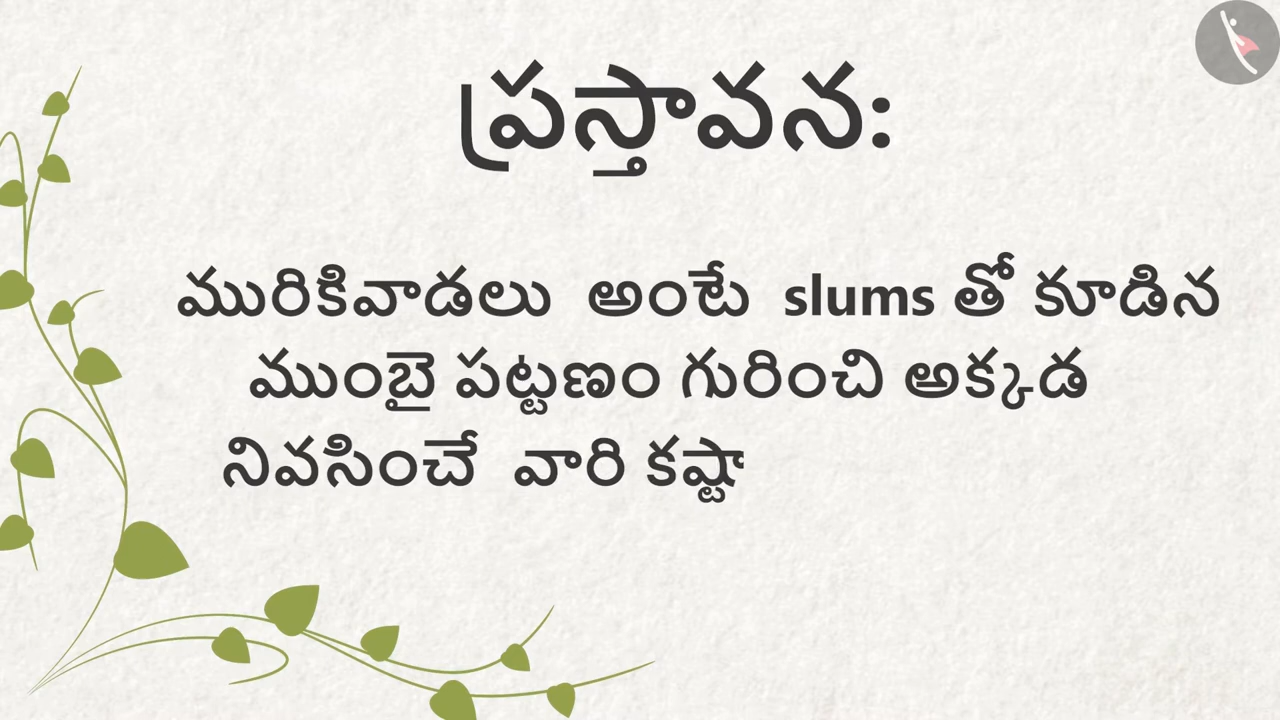 ప్రస్తావన:
మురికివాడలు అంటే slums తో కూడిన
ముంబై పట్టణం గురించి అక్కడ
నివసించే వారి కష్టా